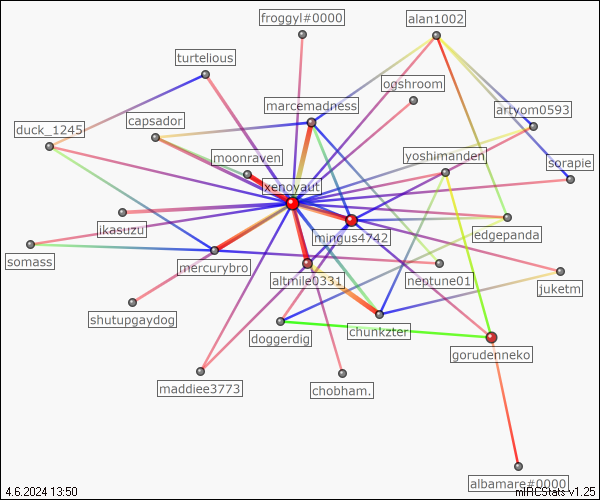 froggyl#0000
alan1002
turtelious
ogshroom
marcemadness
artyom0593
capsador
duck_1245
moonraven
yoshimanden
sorapie
xenoyaut
jkasuzu
mingus4742
edgepanda
somass
mercurybro
altmile0331
neptune01
juketm
shutupgaydog
doggerdig
chunkzter
gorudenneko
maddiee3773
chobham.
albamare#0000
4.6.2024 13:50
mIRCStats v1.25